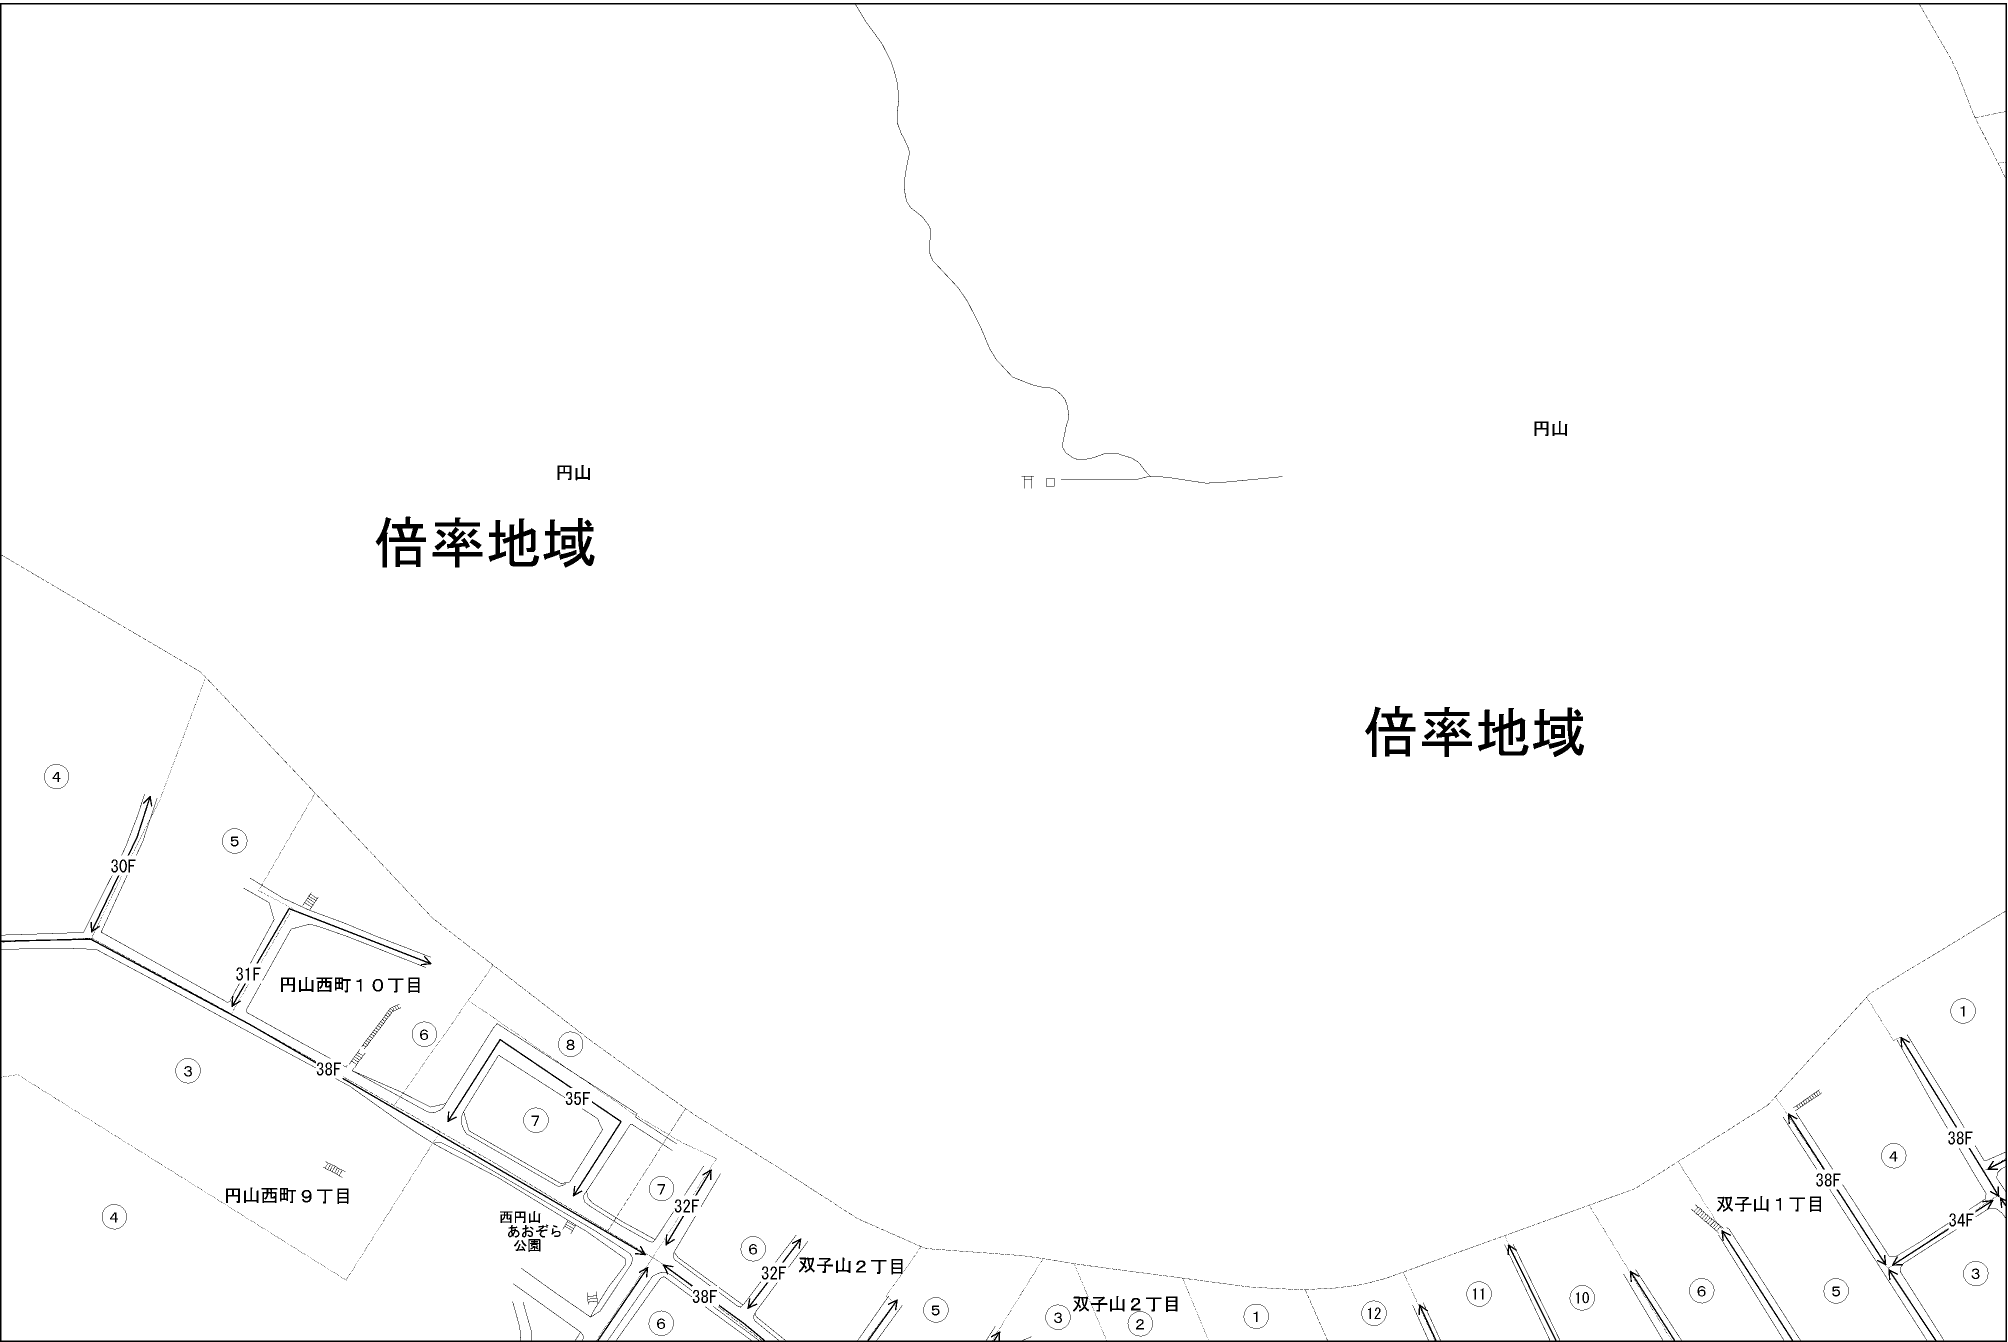 円山
円山
倍率地域
倍率地域
④
⑤
30F
31F
円山西町１０丁目
①
⑥
⑧
③
38F
35F
⑦
38F
④
38F
⑦
円山西町９丁目
32F
双子山１丁目
④
西円山
あおぞら
公園
34F
⑥
双子山２丁目
32F
③
38F
⑤
③
双子山２丁目
②
①
⑫
⑪
⑩
⑥
⑤
⑥